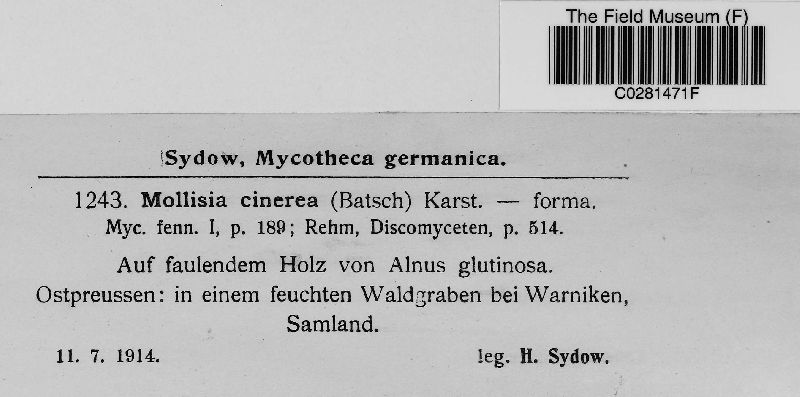 The Field Museum (F)
C0281471F
Sydow, Mycotheca germanica.
1243. Mollisia cinerea (Batsch) Karst. — forma.
Myc. fenn. I, p. 189; Rehm, Discomyceten, p. 514.
Auf faulendem Holz von Alnus glutinosa.
Ostpreussen: in einem feuchten Waldgraben bei Warniken,
Samland.
11. 7. 1914. leg. H. Sydow.